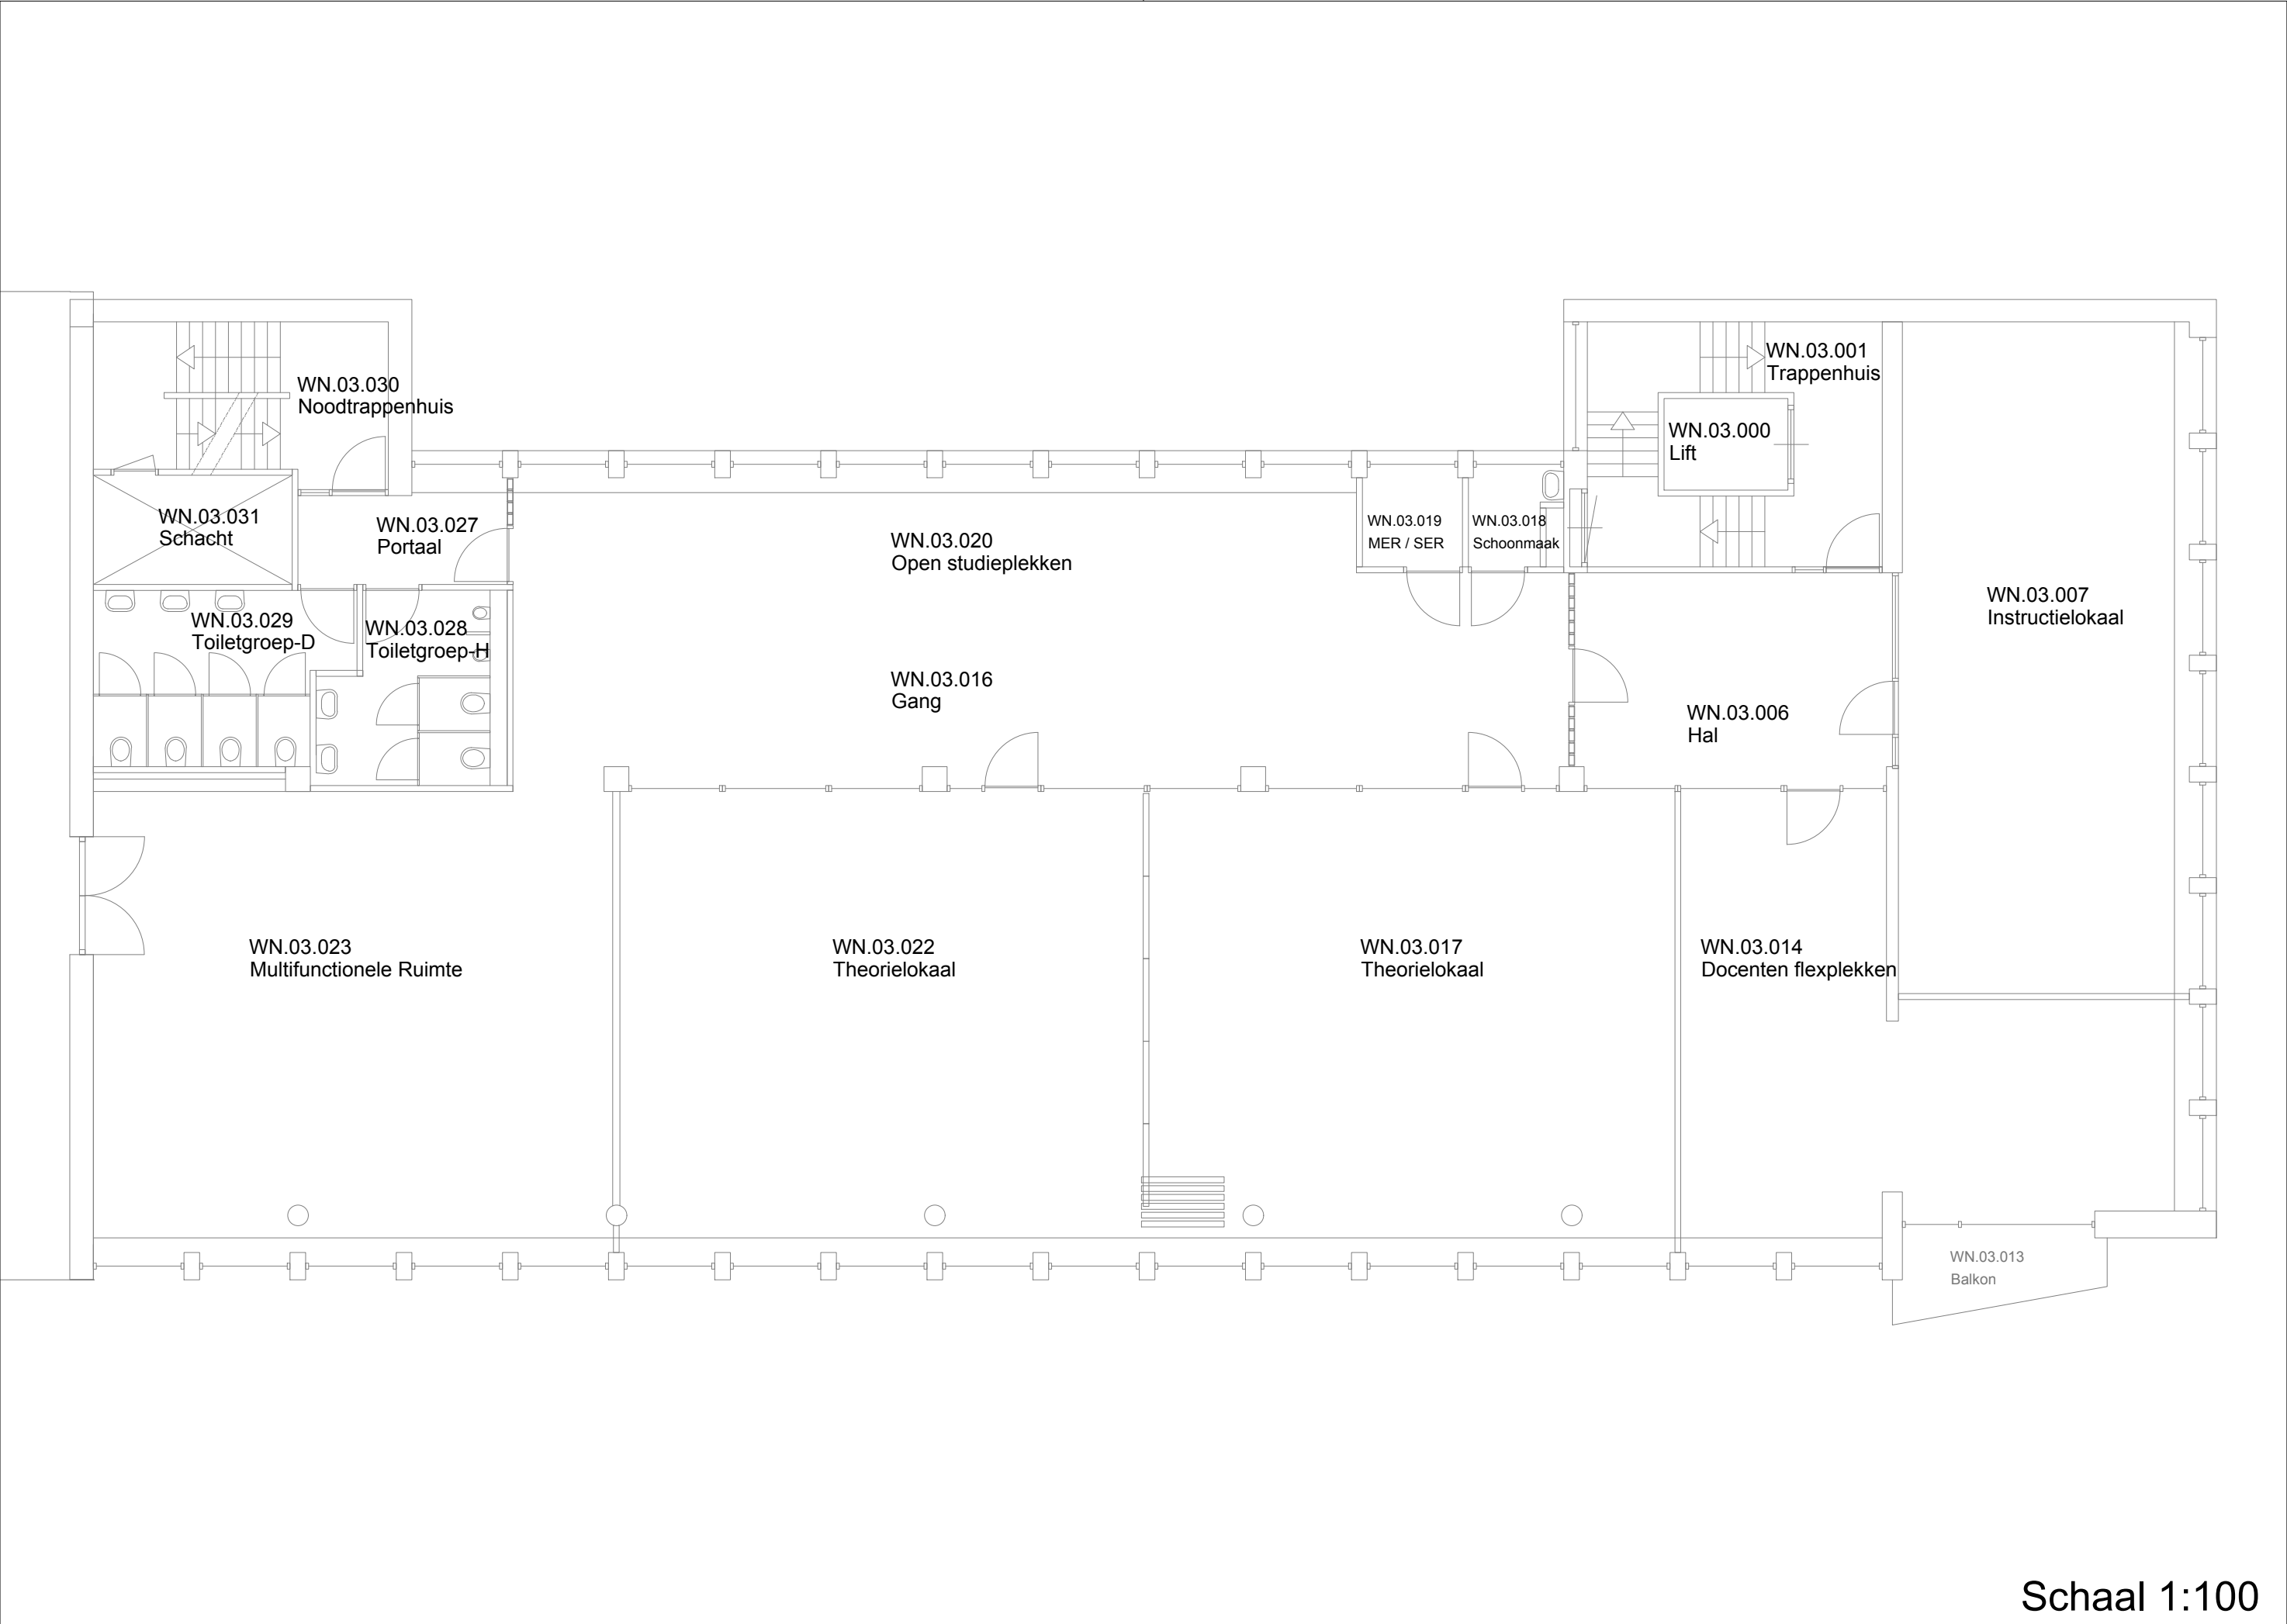 WN.03.001
Trappenhuis
WN.03.030
Noodtrappenhuis
WN.03.000
Lift
WN.03.031
Schacht
WN.03.027
Portaal
WN.03.020
Open studieplekken
WN.03.019
MER / SER
WN.03.018
Schoonmaak
WN.03.007
Instructielokaal
WN.03.029
Toiletgroep-D
WN.03.028
Toiletgroep-H
WN.03.016
Gang
WN.03.006
Hal
WN.03.023
Multifunctionele Ruimte
WN.03.022
Theorielokaal
WN.03.017
Theorielokaal
WN.03.014
Docenten flexplekken
WN.03.013
Balkon
Schaal 1:100